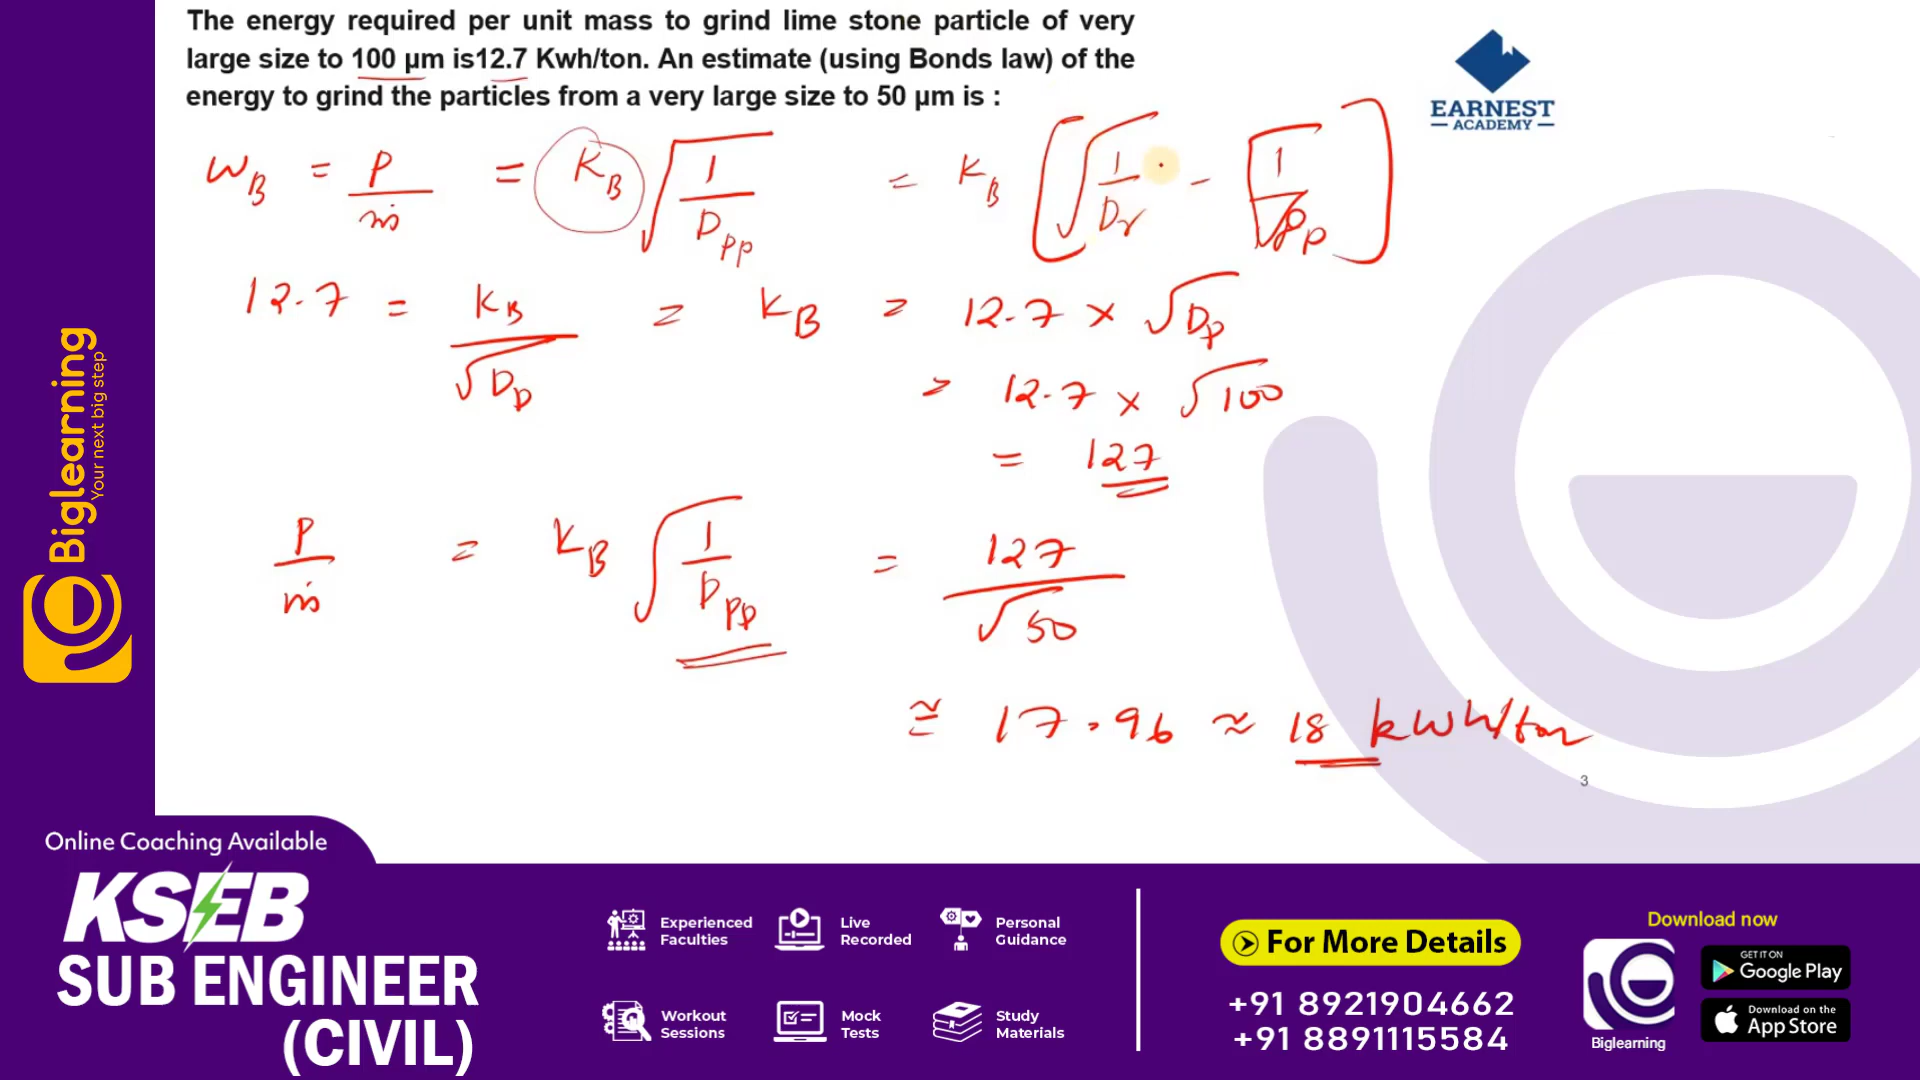 The energy required per unit mass to grind lime stone particle of very
large size to 100 µm is12.7 Kwh/ton. An estimate (using Bonds law) of the
energy to grind the particles from a very large size to 50 µm is :
EARNEST
ACADEMY
W_B = P/ṁ = K_B √(1/D_pp) = K_B [√(1/D_r) - √(1/D_p)]
12.7 = K_B/√D_p = K_B = 12.7 × √D_p
= 12.7 × √100
= 127
P/ṁ = K_B √(1/D_pp) = 127/√50
≅ 17.96 ≈ 18 kWh/ton
3
Biglearning
Your next big step
Online Coaching Available
KSEB
SUB ENGINEER
(CIVIL)
Experienced
Faculties
Live
Recorded
Personal
Guidance
Workout
Sessions
Mock
Tests
Study
Materials
For More Details
+91 8921904662
+91 8891115584
Download now
Biglearning
GET IT ON
Google Play
Download on the
App Store